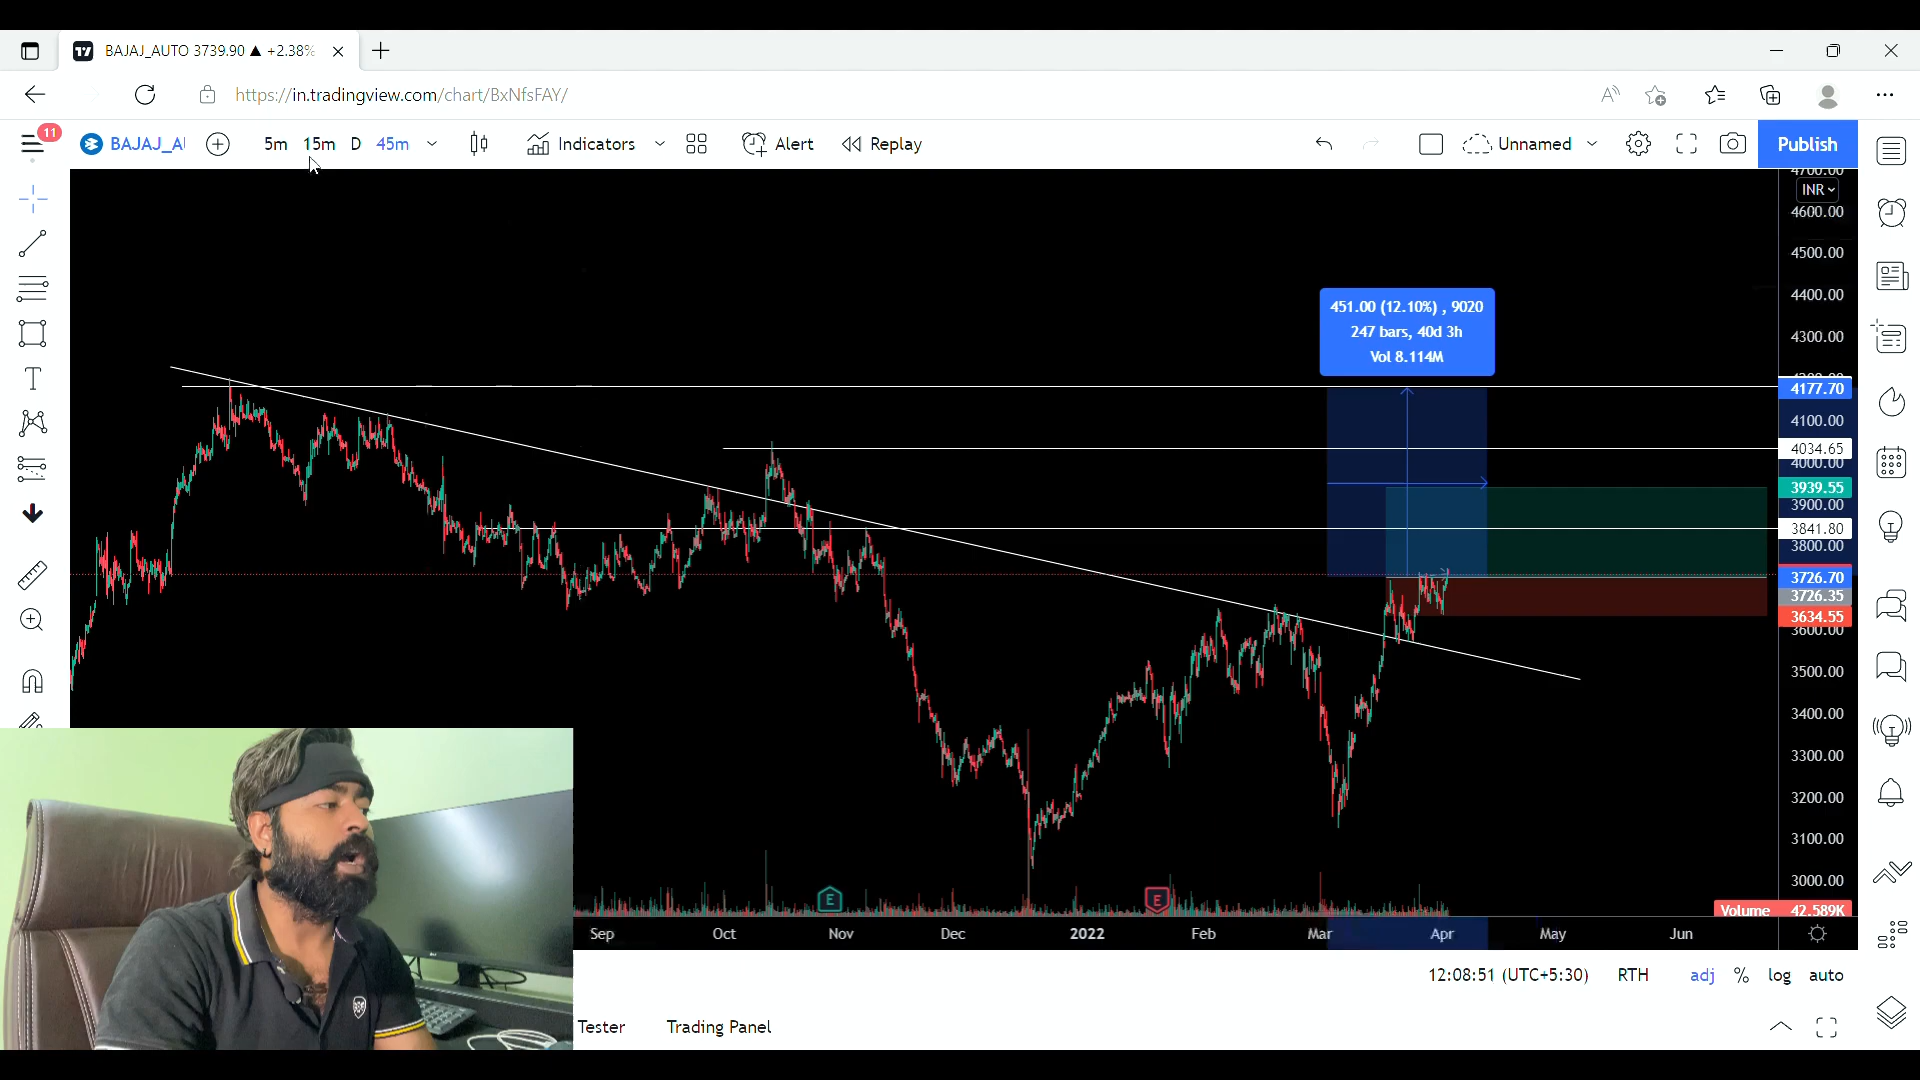 BAJAJ_AUTO 3739.90 ▲ +2.38%
https://in.tradingview.com/chart/BxNfsFAY/
11
BAJAJ_AU
5m 15m D 45m
Indicators
Alert
Replay
Unnamed
Publish
4700.00
INR
4600.00
4500.00
4400.00
451.00 (12.10%) , 9020
247 bars, 40d 3h
Vol 8.114M
4300.00
4177.70
4100.00
4034.65
4000.00
3939.55
3900.00
3841.80
3800.00
3726.70
3726.35
3634.55
3600.00
3500.00
3400.00
3300.00
3200.00
3100.00
3000.00
E
E
Volume 42.589K
Sep Oct Nov Dec 2022 Feb Mar Apr May Jun
12:08:51 (UTC+5:30) RTH adj % log auto
Tester Trading Panel